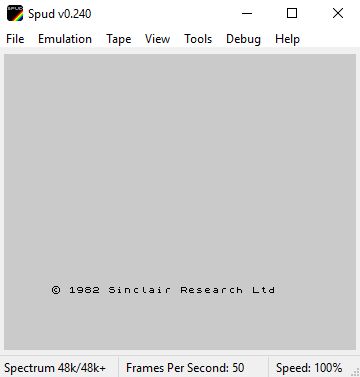 SPUD
Spud v0.240
File Emulation Tape View Tools Debug Help
© 1982 Sinclair Research Ltd
Spectrum 48k/48k+ Frames Per Second: 50 Speed: 100%